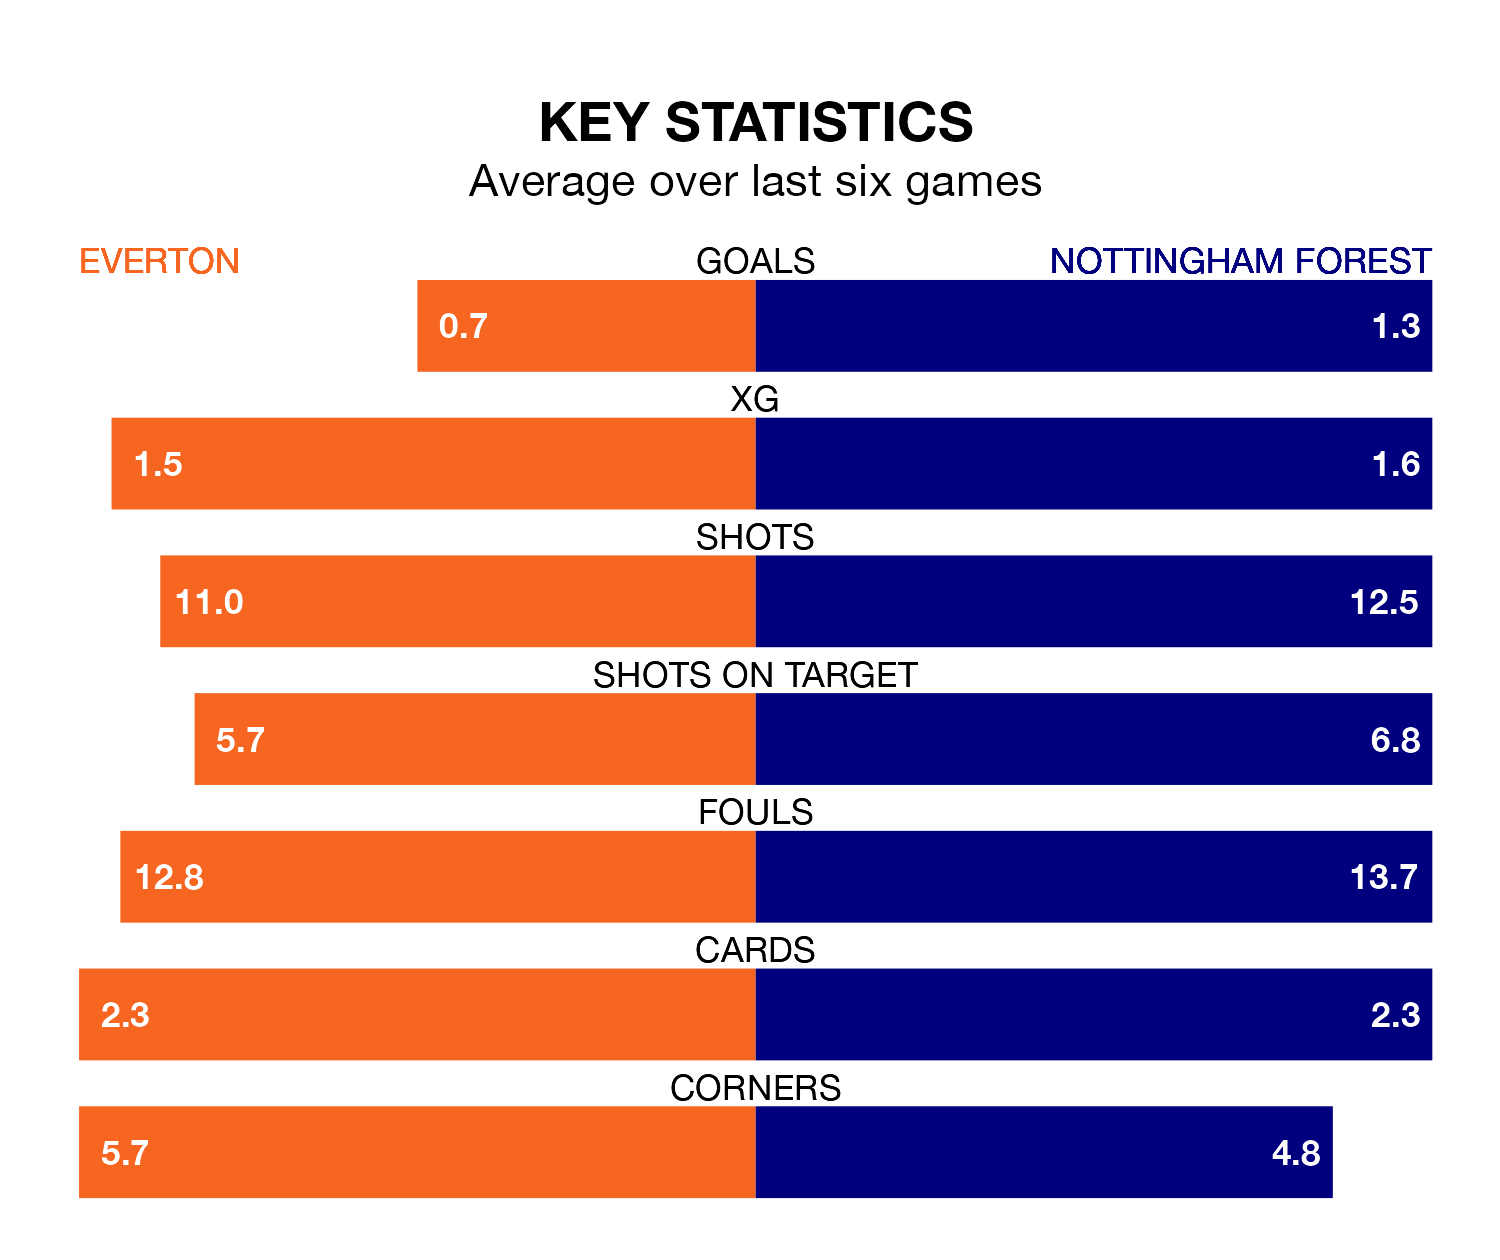 KEY STATISTICS
Average over last six games
EVERTON GOALS NOTTINGHAM FOREST
0.7 1.3
XG
1.5 1.6
SHOTS
11.0 12.5
SHOTS ON TARGET
5.7 6.8
FOULS
12.8 13.7
CARDS
2.3 2.3
CORNERS
5.7 4.8